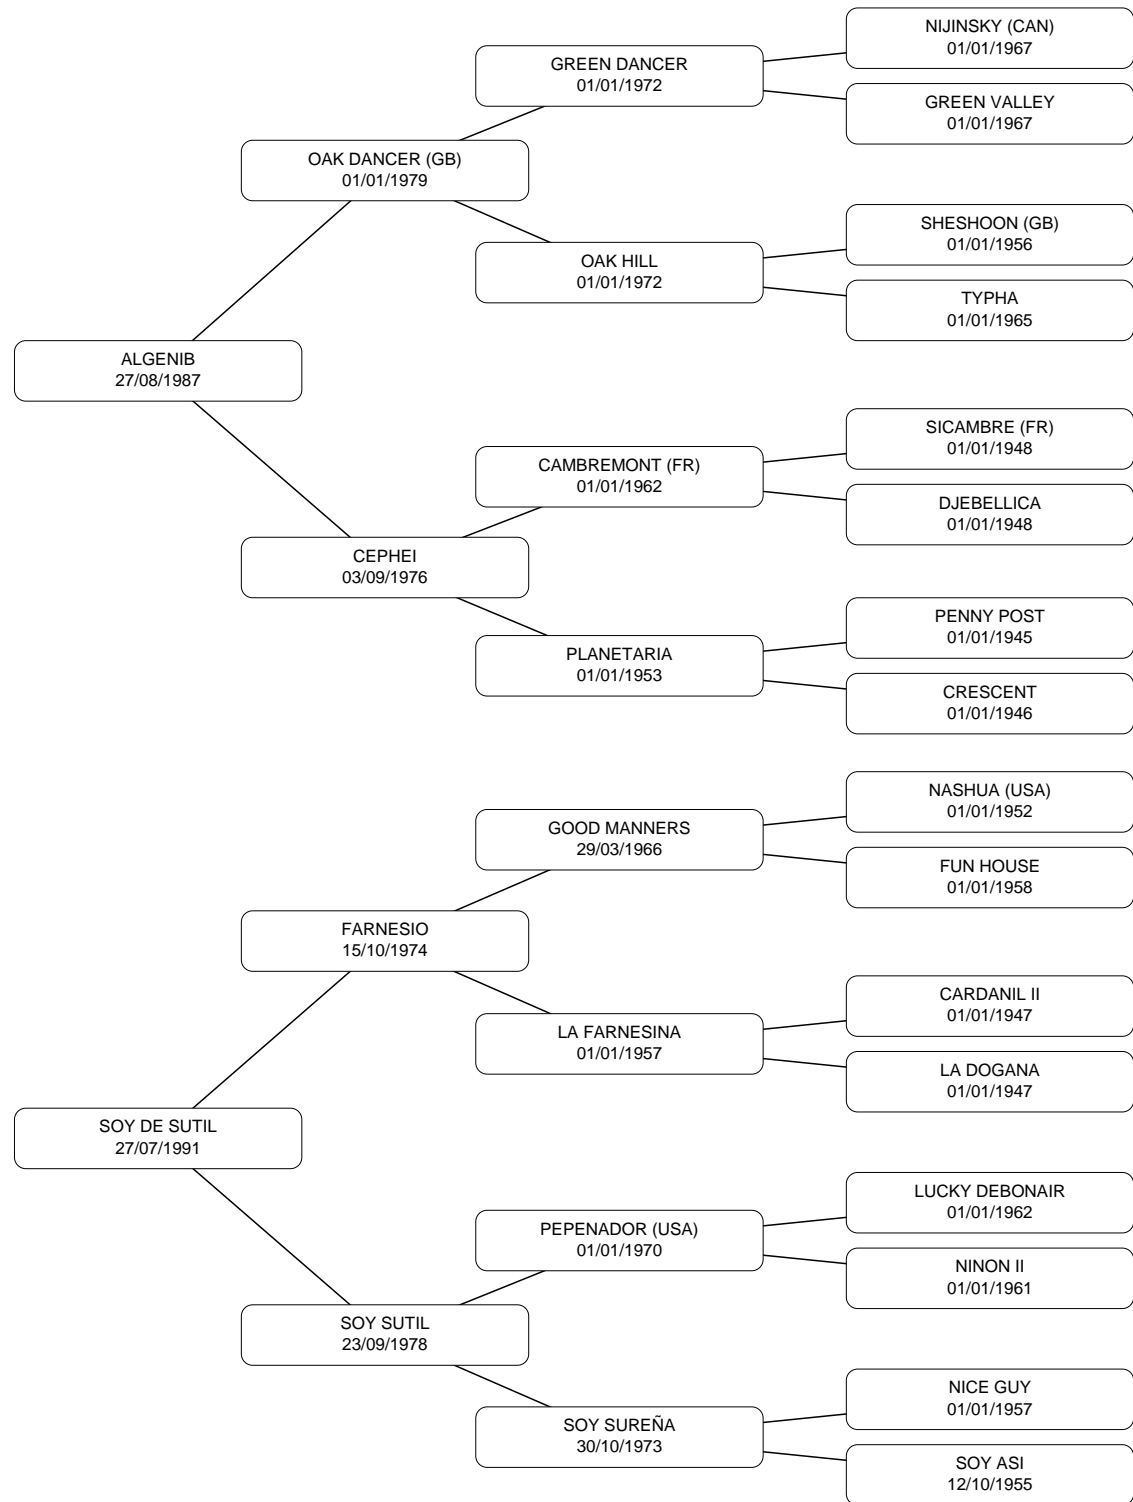 NIJINSKY (CAN)
01/01/1967
GREEN DANCER
01/01/1972
GREEN VALLEY
01/01/1967
OAK DANCER (GB)
01/01/1979
SHESHOON (GB)
01/01/1956
OAK HILL
01/01/1972
TYPHA
01/01/1965
ALGENIB
27/08/1987
SICAMBRE (FR)
01/01/1948
CAMBREMONT (FR)
01/01/1962
DJEBELLICA
01/01/1948
CEPHEI
03/09/1976
PENNY POST
01/01/1945
PLANETARIA
01/01/1953
CRESCENT
01/01/1946
NASHUA (USA)
01/01/1952
GOOD MANNERS
29/03/1966
FUN HOUSE
01/01/1958
FARNESIO
15/10/1974
CARDANIL II
01/01/1947
LA FARNESINA
01/01/1957
LA DOGANA
01/01/1947
SOY DE SUTIL
27/07/1991
LUCKY DEBONAIR
01/01/1962
PEPENADOR (USA)
01/01/1970
NINON II
01/01/1961
SOY SUTIL
23/09/1978
NICE GUY
01/01/1957
SOY SUREÑA
30/10/1973
SOY ASI
12/10/1955